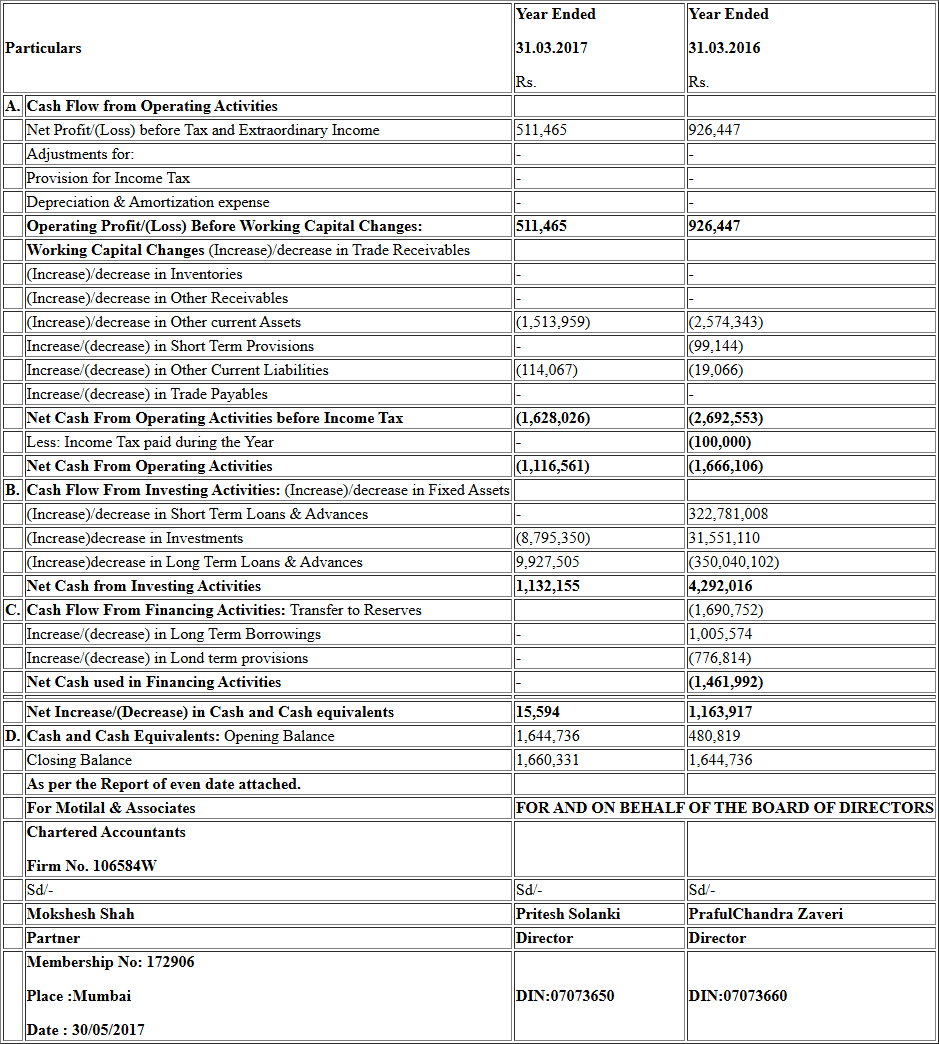 Particulars Year Ended Year Ended
31.03.2017 31.03.2016
Rs. Rs.
A. Cash Flow from Operating Activities
Net Profit/(Loss) before Tax and Extraordinary Income 511,465 926,447
Adjustments for: - -
Provision for Income Tax - -
Depreciation & Amortization expense - -
Operating Profit/(Loss) Before Working Capital Changes: 511,465 926,447
Working Capital Changes (Increase)/decrease in Trade Receivables
(Increase)/decrease in Inventories - -
(Increase)/decrease in Other Receivables - -
(Increase)/decrease in Other current Assets (1,513,959) (2,574,343)
Increase/(decrease) in Short Term Provisions - (99,144)
Increase/(decrease) in Other Current Liabilities (114,067) (19,066)
Increase/(decrease) in Trade Payables - -
Net Cash From Operating Activities before Income Tax (1,628,026) (2,692,553)
Less: Income Tax paid during the Year - (100,000)
Net Cash From Operating Activities (1,116,561) (1,666,106)
B. Cash Flow From Investing Activities: (Increase)/decrease in Fixed Assets
(Increase)/decrease in Short Term Loans & Advances - 322,781,008
(Increase)decrease in Investments (8,795,350) 31,551,110
(Increase)decrease in Long Term Loans & Advances 9,927,505 (350,040,102)
Net Cash from Investing Activities 1,132,155 4,292,016
C. Cash Flow From Financing Activities: Transfer to Reserves (1,690,752)
Increase/(decrease) in Long Term Borrowings - 1,005,574
Increase/(decrease) in Lond term provisions - (776,814)
Net Cash used in Financing Activities - (1,461,992)
Net Increase/(Decrease) in Cash and Cash equivalents 15,594 1,163,917
D. Cash and Cash Equivalents: Opening Balance 1,644,736 480,819
Closing Balance 1,660,331 1,644,736
As per the Report of even date attached.
For Motilal & Associates FOR AND ON BEHALF OF THE BOARD OF DIRECTORS
Chartered Accountants
Firm No. 106584W
Sd/- Sd/- Sd/-
Mokshesh Shah Pritesh Solanki PrafulChandra Zaveri
Partner Director Director
Membership No: 172906
Place :Mumbai DIN:07073650 DIN:07073660
Date : 30/05/2017